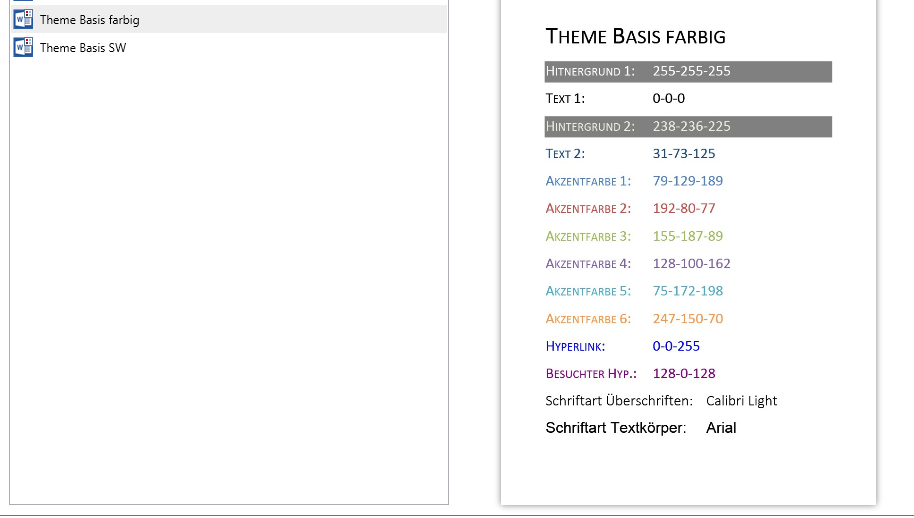 Theme Basis farbig
Theme Basis SW
Theme Basis farbig
Hitnergrund 1: 255-255-255
Text 1: 0-0-0
Hintergrund 2: 238-236-225
Text 2: 31-73-125
Akzentfarbe 1: 79-129-189
Akzentfarbe 2: 192-80-77
Akzentfarbe 3: 155-187-89
Akzentfarbe 4: 128-100-162
Akzentfarbe 5: 75-172-198
Akzentfarbe 6: 247-150-70
Hyperlink: 0-0-255
Besuchter Hyp.: 128-0-128
Schriftart Überschriften: Calibri Light
Schriftart Textkörper: Arial